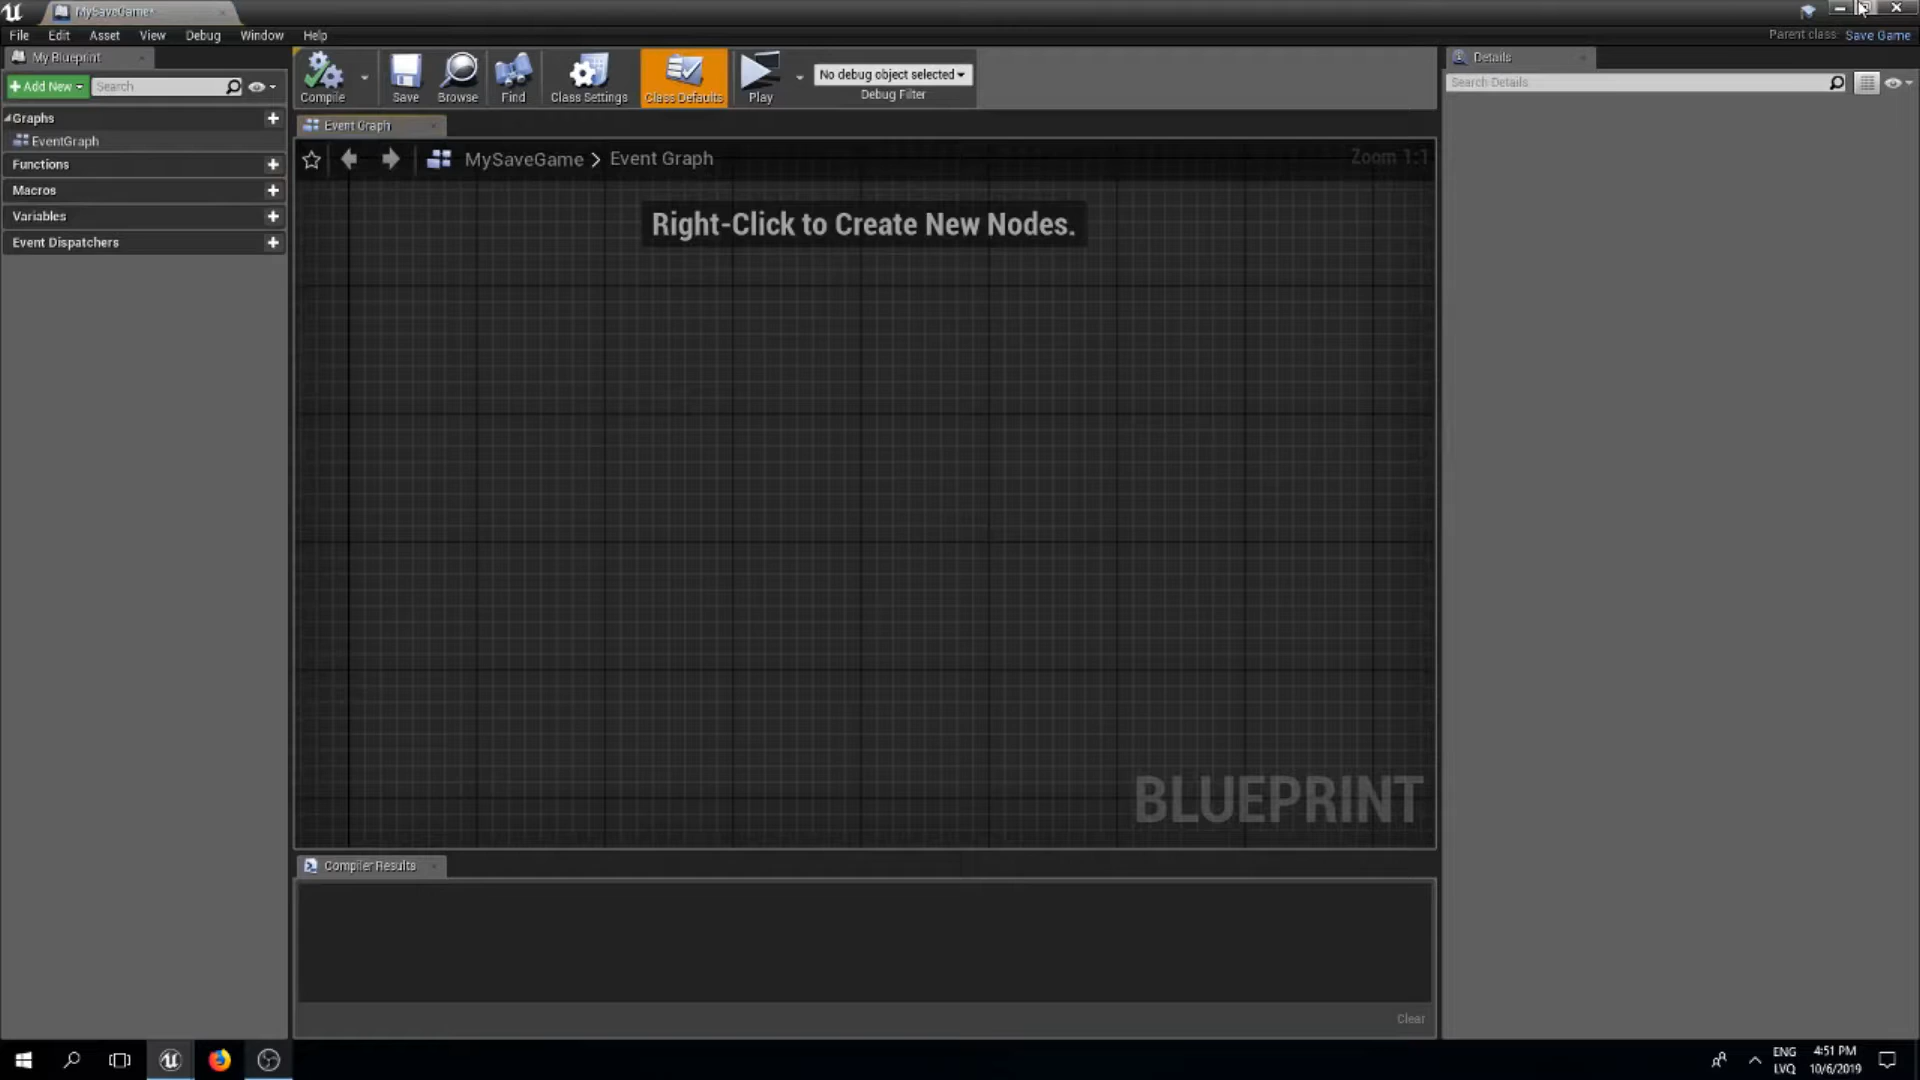 MySaveGame*
File Edit Asset View Debug Window Help
Parent class: Save Game
My Blueprint
Add New
Search
Compile
Save
Browse
Find
Class Settings
Class Defaults
Play
No debug object selected
Debug Filter
Details
Search Details
Graphs
EventGraph
Functions
Macros
Variables
Event Dispatchers
Event Graph
MySaveGame > Event Graph
Zoom 1:1
Right-Click to Create New Nodes.
BLUEPRINT
Compiler Results
Clear
ENG
LVQ
4:51 PM
10/6/2019